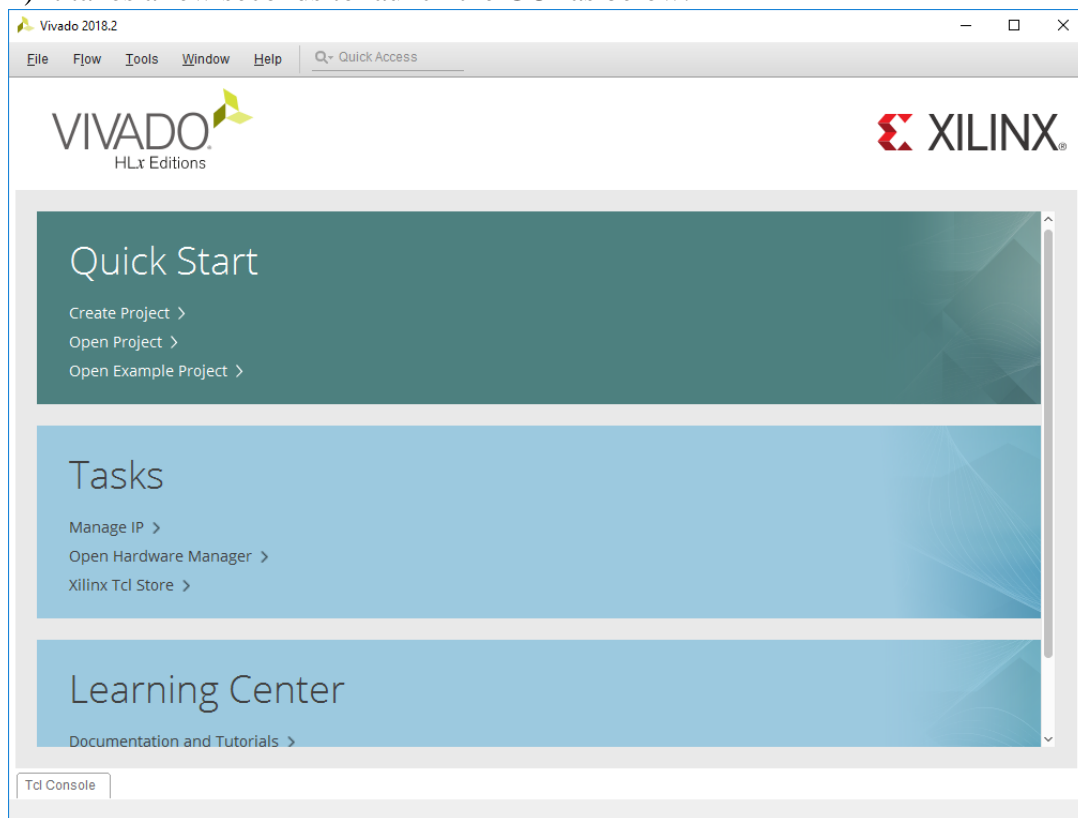 Vivado 2018.2
File Flow Tools Window Help Quick Access
VIVADO.
HLx Editions
XILINX®
Quick Start
Create Project >
Open Project >
Open Example Project >
Tasks
Manage IP >
Open Hardware Manager >
Xilinx Tcl Store >
Learning Center
Documentation and Tutorials >
Tcl Console